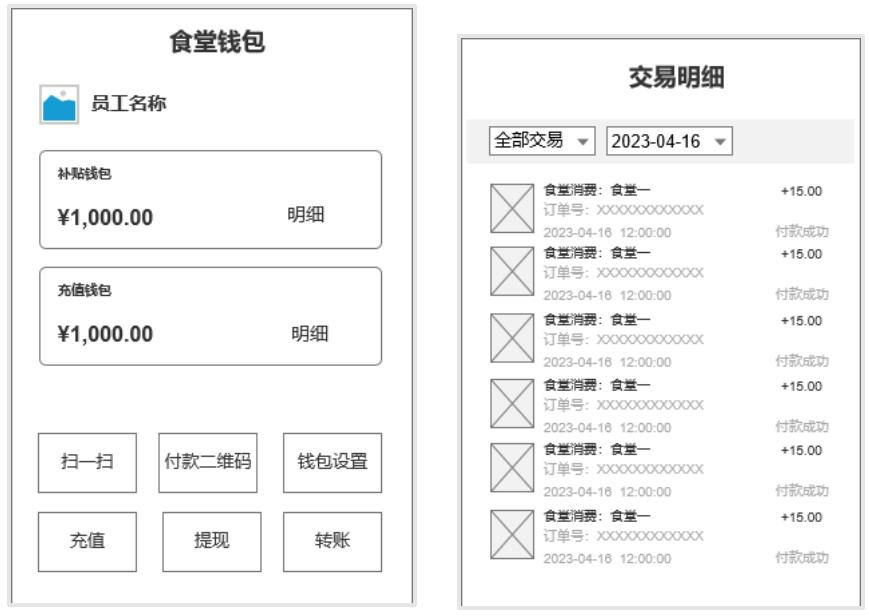 食堂钱包
员工名称
补贴钱包
¥1,000.00 明细
充值钱包
¥1,000.00 明细
扫一扫 付款二维码 钱包设置
充值 提现 转账
交易明细
全部交易 2023-04-16
食堂消费：食堂一 +15.00
订单号：XXXXXXXXXXXX
2023-04-16 12:00:00 付款成功
食堂消费：食堂一 +15.00
订单号：XXXXXXXXXXXX
2023-04-16 12:00:00 付款成功
食堂消费：食堂一 +15.00
订单号：XXXXXXXXXXXX
2023-04-16 12:00:00 付款成功
食堂消费：食堂一 +15.00
订单号：XXXXXXXXXXXX
2023-04-16 12:00:00 付款成功
食堂消费：食堂一 +15.00
订单号：XXXXXXXXXXXX
2023-04-16 12:00:00 付款成功
食堂消费：食堂一 +15.00
订单号：XXXXXXXXXXXX
2023-04-16 12:00:00 付款成功